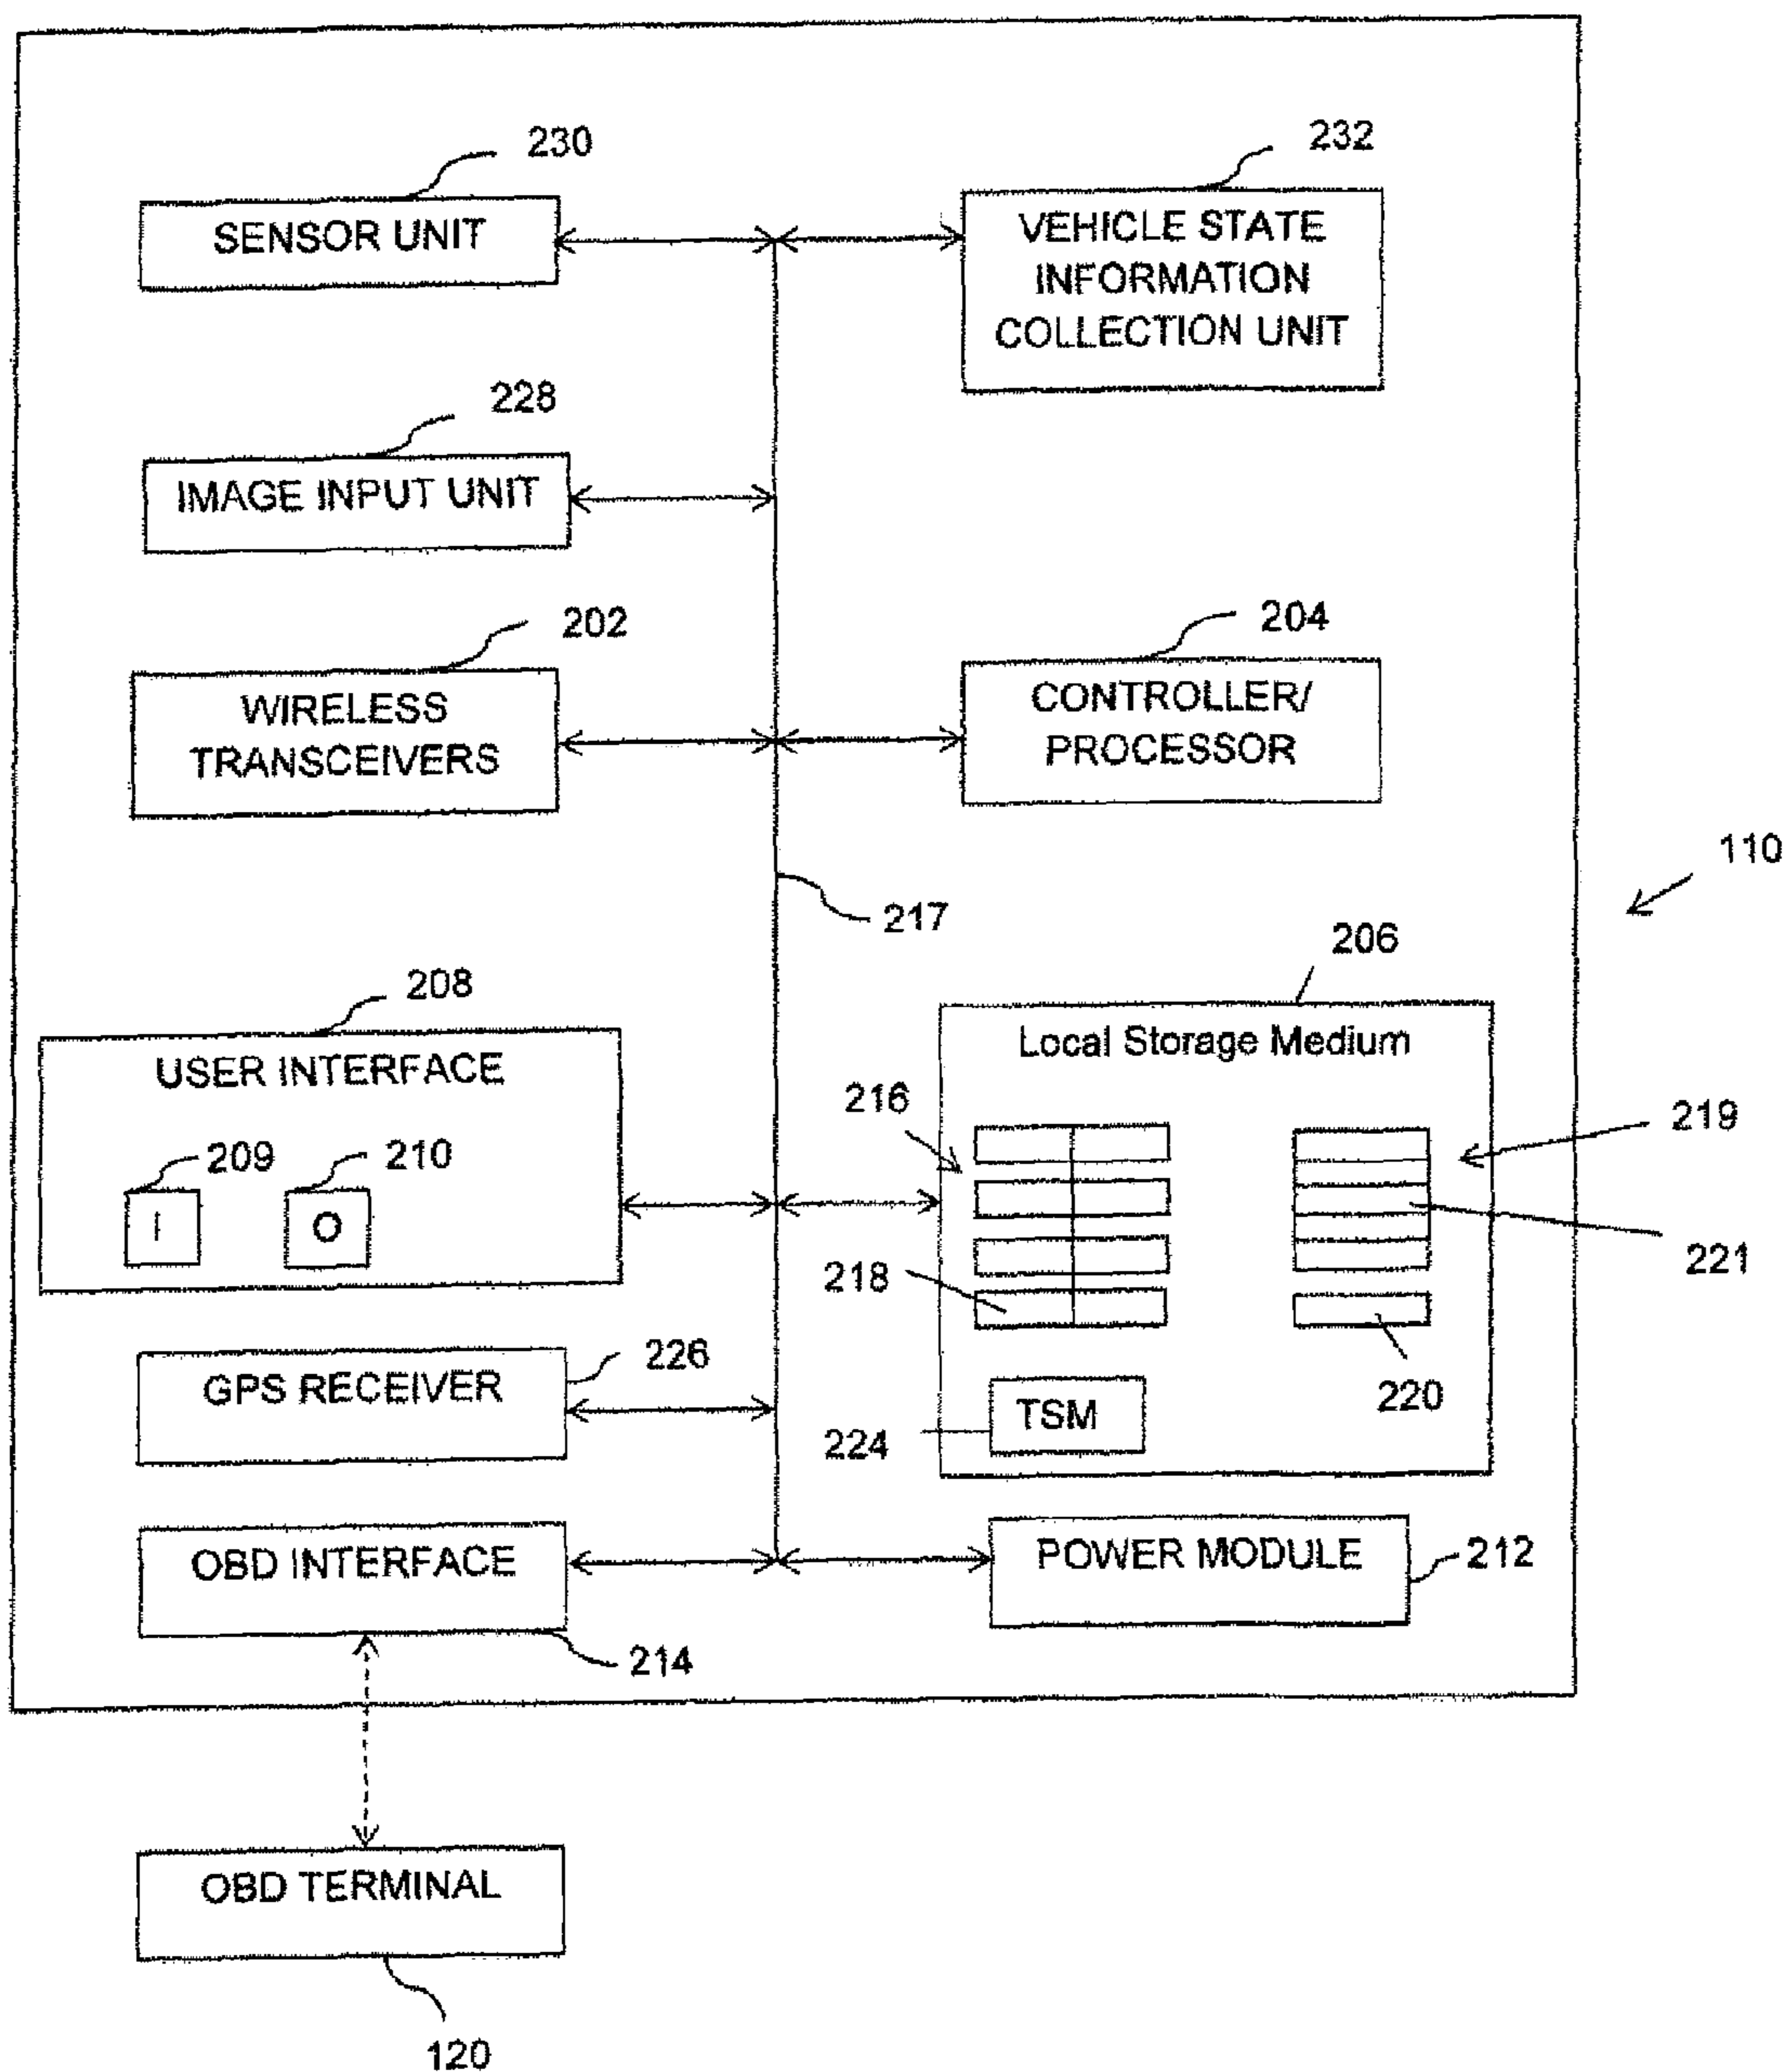 230
SENSOR UNIT
232
VEHICLE STATE
INFORMATION
COLLECTION UNIT
228
IMAGE INPUT UNIT
202
WIRELESS
TRANSCEIVERS
204
CONTROLLER/
PROCESSOR
110
217
208
USER INTERFACE
209
210
I
O
206
Local Storage Medium
216
219
218
221
220
TSM
224
GPS RECEIVER
226
OBD INTERFACE
214
POWER MODULE
212
OBD TERMINAL
120